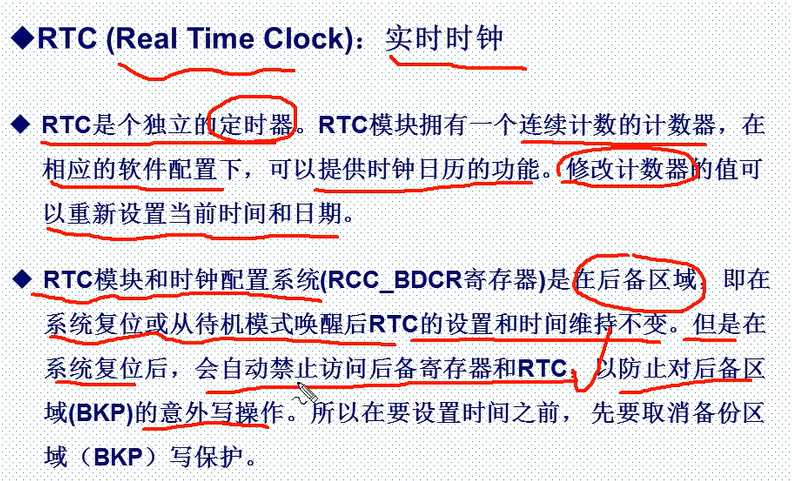 ◆RTC (Real Time Clock)：实时时钟
◆ RTC是个独立的定时器。RTC模块拥有一个连续计数的计数器，在
相应的软件配置下，可以提供时钟日历的功能。修改计数器的值可
以重新设置当前时间和日期。
◆ RTC模块和时钟配置系统(RCC_BDCR寄存器)是在后备区域，即在
系统复位或从待机模式唤醒后RTC的设置和时间维持不变。但是在
系统复位后，会自动禁止访问后备寄存器和RTC，以防止对后备区
域(BKP)的意外写操作。所以在要设置时间之前， 先要取消备份区
域（BKP）写保护。